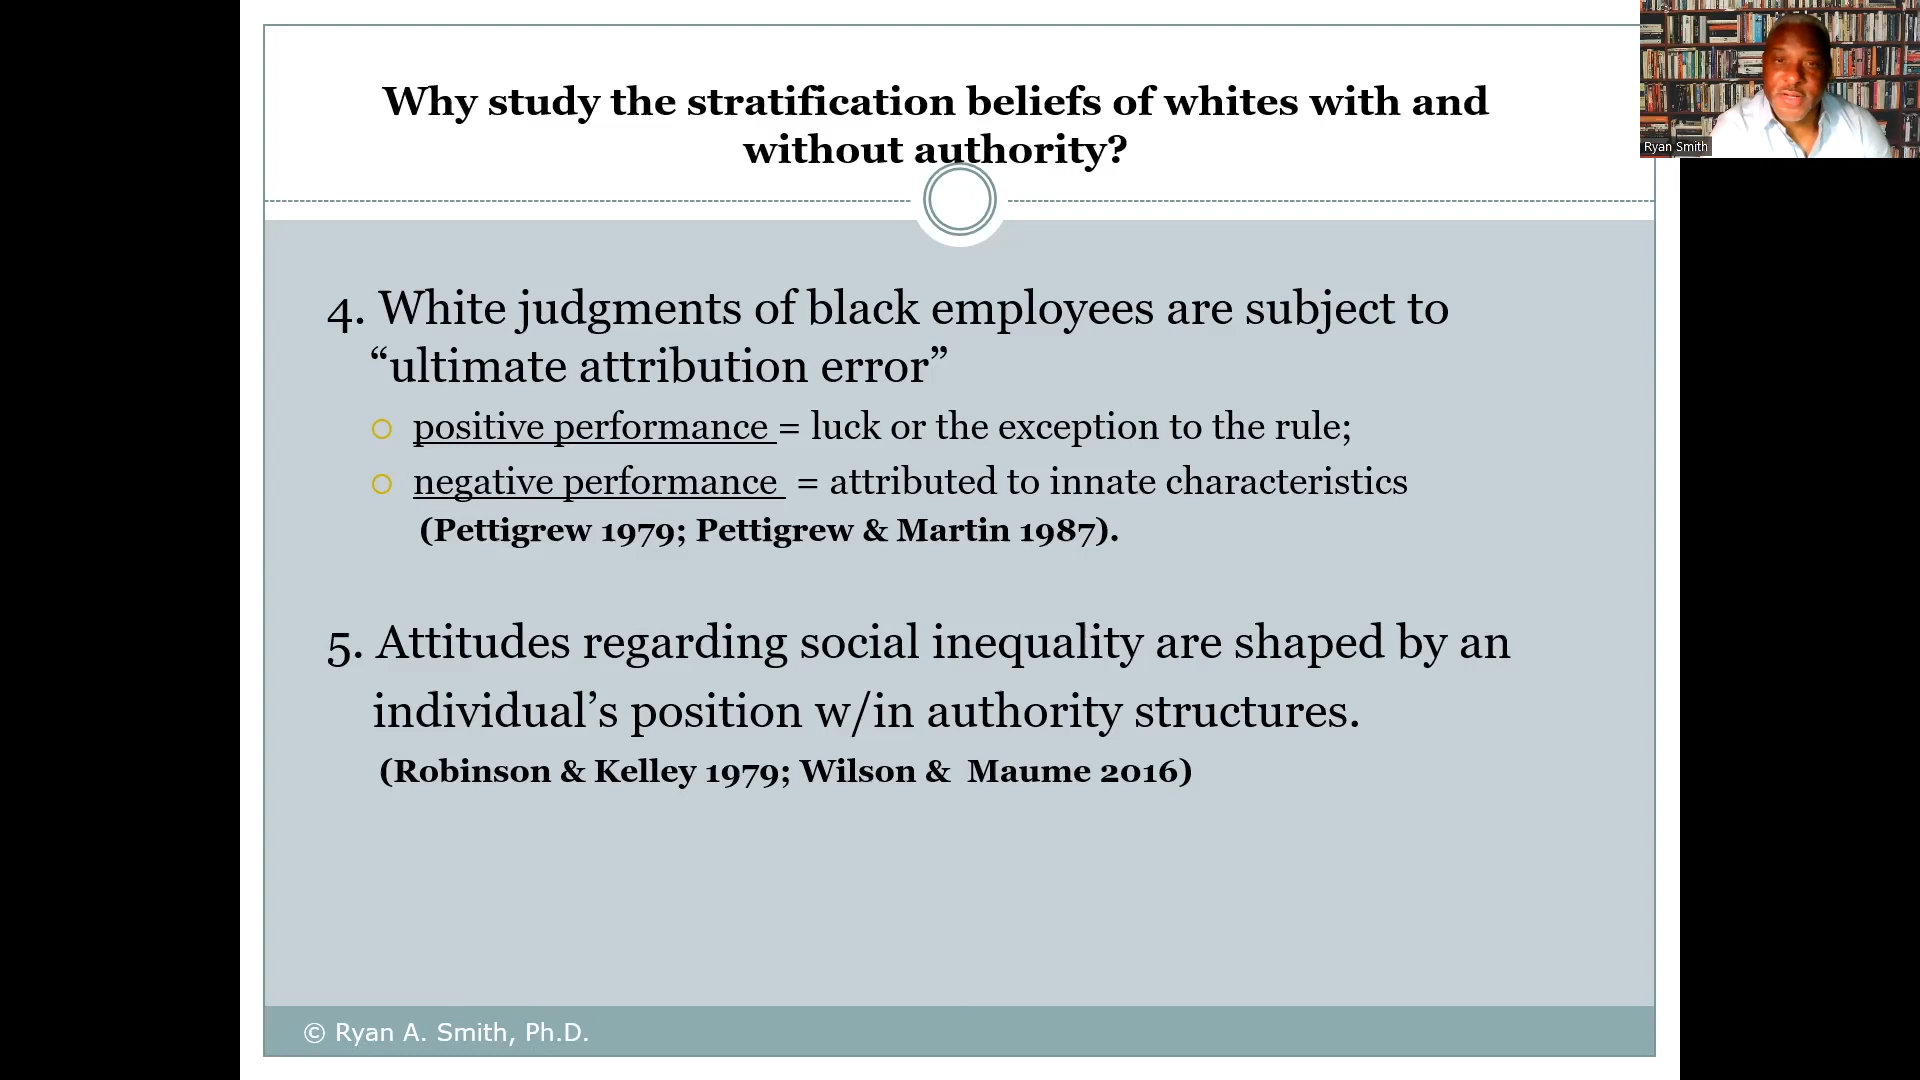 Why study the stratification beliefs of whites with and
without authority?
Ryan Smith
4. White judgments of black employees are subject to
“ultimate attribution error”
positive performance = luck or the exception to the rule;
negative performance = attributed to innate characteristics
(Pettigrew 1979; Pettigrew & Martin 1987).
5. Attitudes regarding social inequality are shaped by an
individual’s position w/in authority structures.
(Robinson & Kelley 1979; Wilson & Maume 2016)
© Ryan A. Smith, Ph.D.